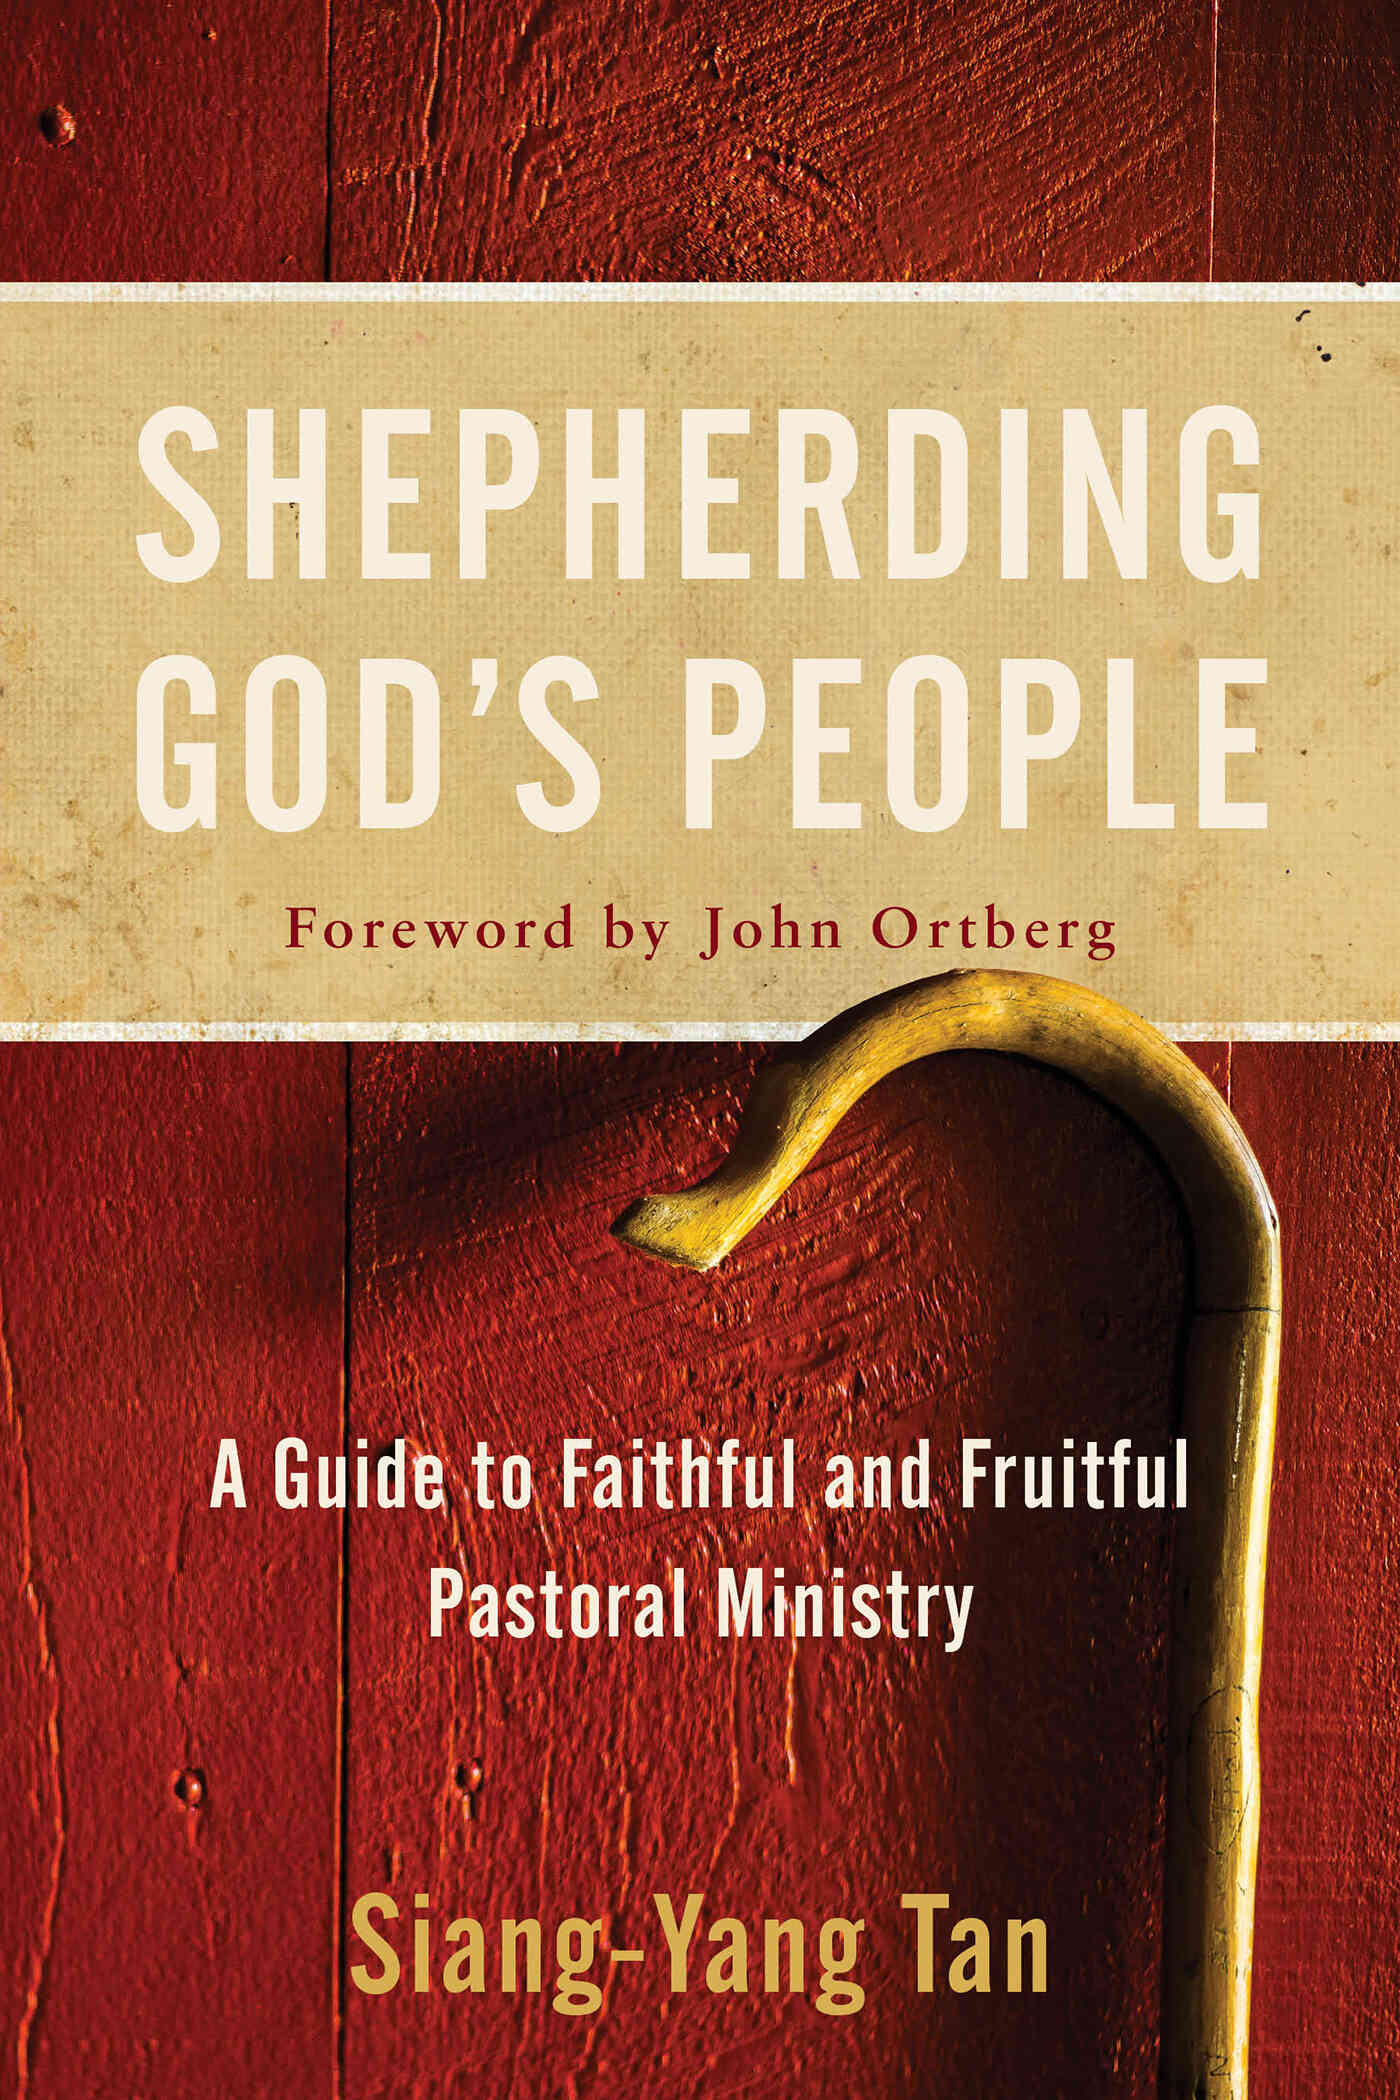 SHEPHERDING
GOD'S PEOPLE
Foreword by John Ortberg
A Guide to Faithful and Fruitful
Pastoral Ministry
Siang-Yang Tan